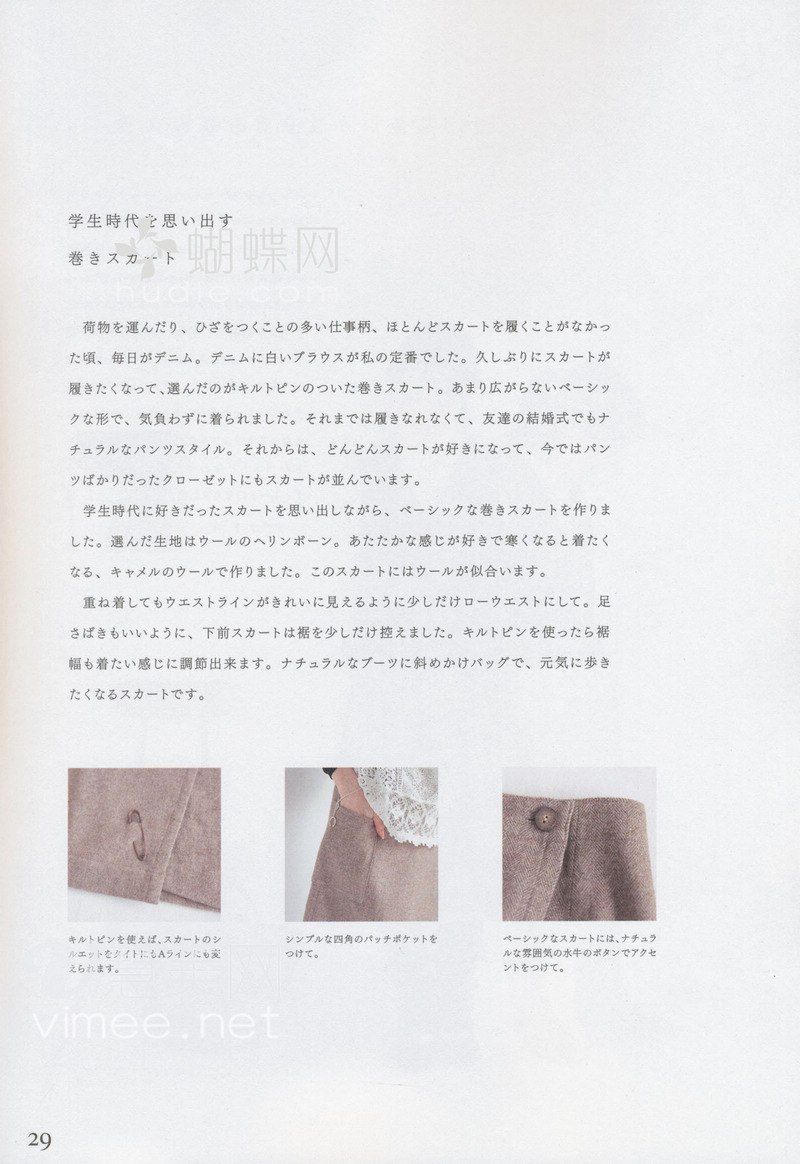 学生時代を思い出す
巻きスカート
蝴蝶网
hudie.com
荷物を運んだり、ひざをつくことの多い仕事柄、ほとんどスカートを履くことがなかっ
た頃、毎日がデニム。デニムに白いブラウスが私の定番でした。久しぶりにスカートが
履きたくなって、選んだのがキルトピンのついた巻きスカート。あまり広がらないベーシッ
クな形で、気負わずに着られました。それまでは履きなれなくて、友達の結婚式でもナ
チュラルなパンツスタイル。それからは、どんどんスカートが好きになって、今ではパン
ツばかりだったクローゼットにもスカートが並んでいます。
学生時代に好きだったスカートを思い出しながら、ベーシックな巻きスカートを作りま
した。選んだ生地はウールのヘリンボーン。あたたかな感じが好きで寒くなると着たく
なる、キャメルのウールで作りました。このスカートにはウールが似合います。
重ね着してもウエストラインがきれいに見えるように少しだけローウエストにして。足
さばきもいいように、下前スカートは裾を少しだけ控えました。キルトピンを使ったら裾
幅も着たい感じに調節出来ます。ナチュラルなブーツに斜めかけバッグで、元気に歩き
たくなるスカートです。
キルトピンを使えば、スカートのシ
ルエットをタイトにもAラインにも変
えられます。
シンプルな四角のパッチポケットを
つけて。
ベーシックなスカートには、ナチュラ
ルな雰囲気の水牛のボタンでアクセ
ントをつけて。
vimee.net
29